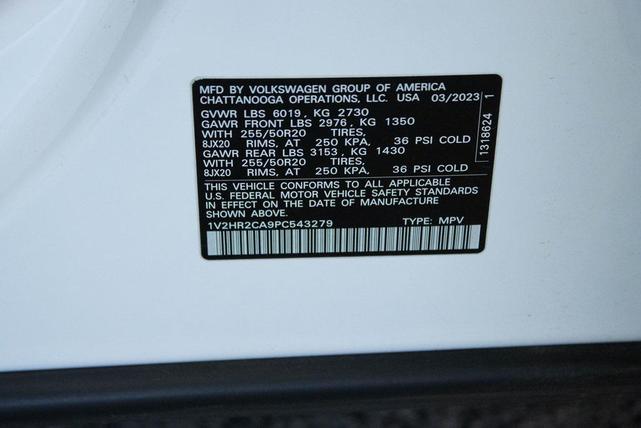 MFD BY VOLKSWAGEN GROUP OF AMERICA
CHATTANOOGA OPERATIONS, LLC. USA 03/2023
GVWR LBS 6019, KG 2730
GAWR FRONT LBS 2976, KG 1350
WITH 255/50R20 TIRES,
8JX20 RIMS, AT 250 KPA, 36 PSI COLD
GAWR REAR LBS 3153, KG 1430
WITH 255/50R20 TIRES,
8JX20 RIMS, AT 250 KPA, 36 PSI COLD
THIS VEHICLE CONFORMS TO ALL APPLICABLE
U.S. FEDERAL MOTOR VEHICLE SAFETY STANDARDS
IN EFFECT ON THE DATE OF MANUFACTURE
SHOWN ABOVE
1V2HR2CA9PC543279 TYPE: MPV
1318624 1